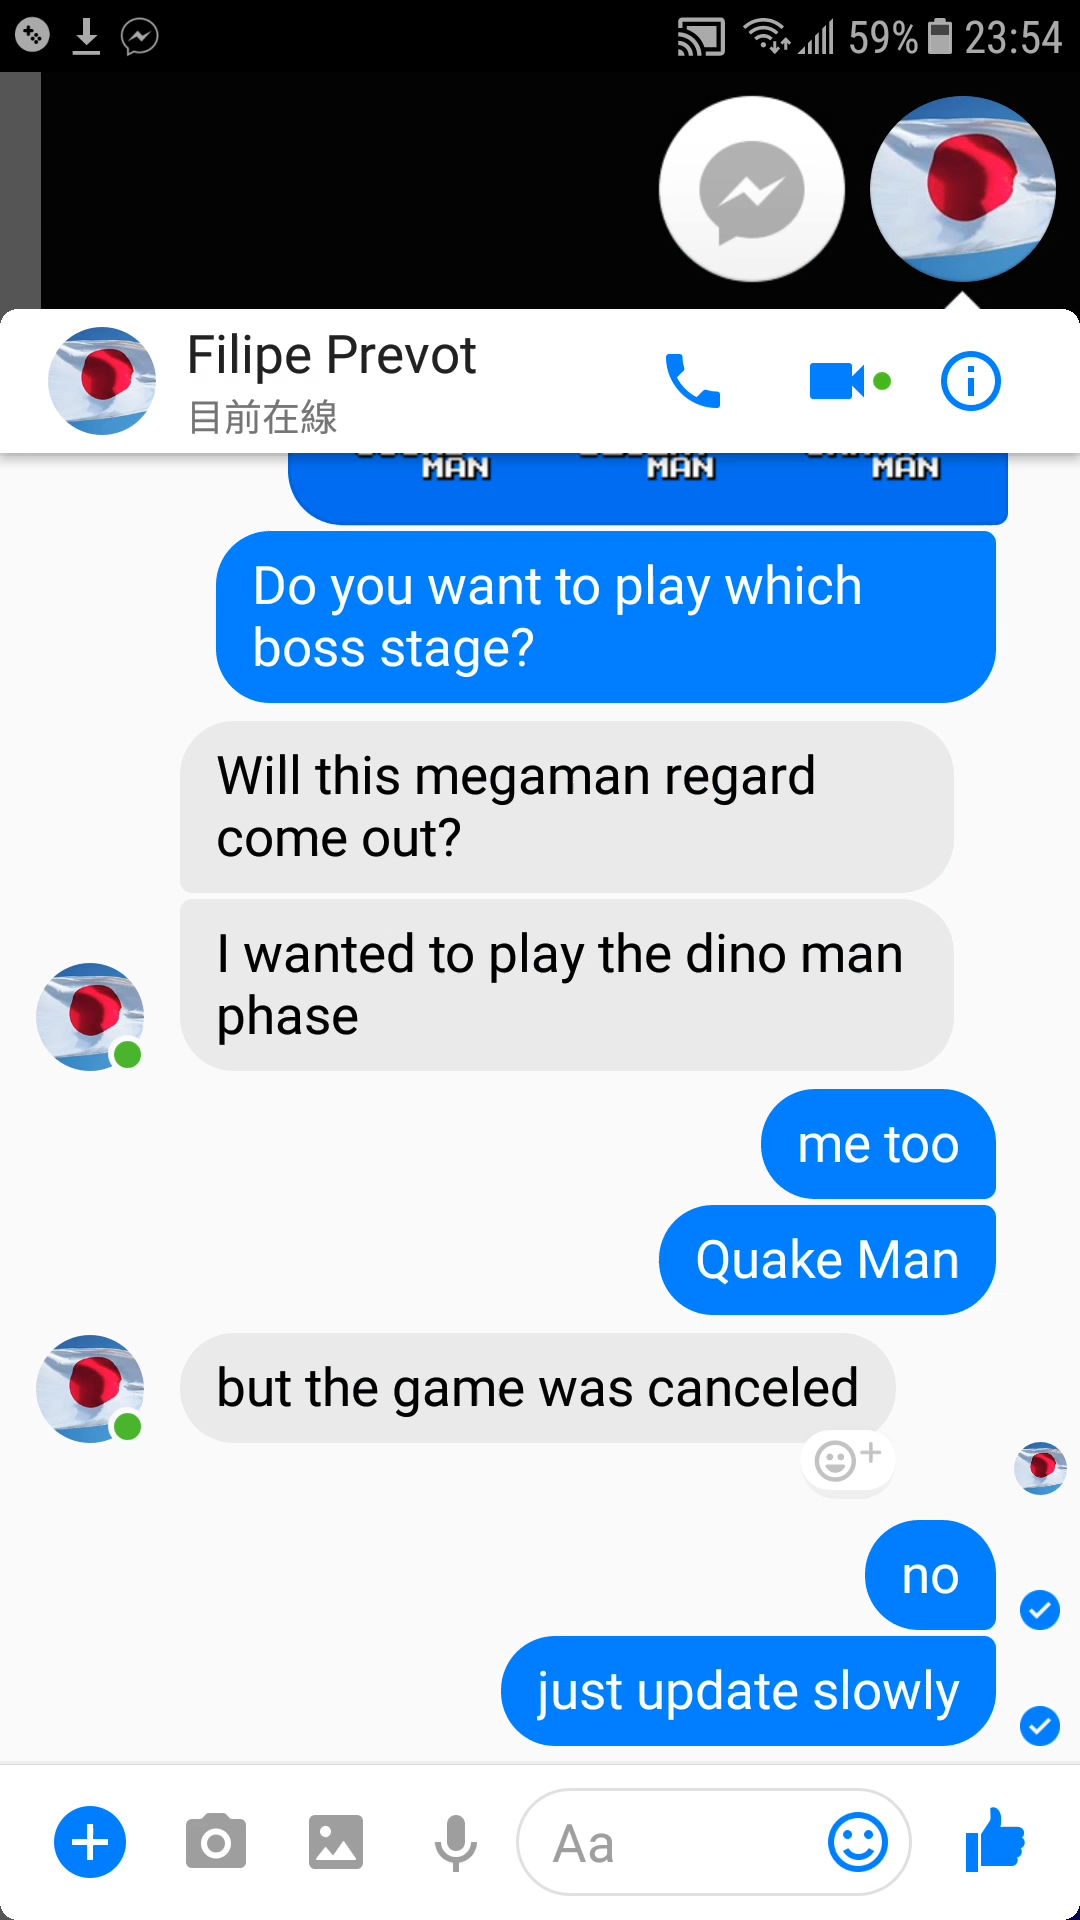 59% 23:54
Filipe Prevot
目前在線
MAN MAN MAN
Do you want to play which
boss stage?
Will this megaman regard
come out?
I wanted to play the dino man
phase
me too
Quake Man
but the game was canceled
no
just update slowly
Aa